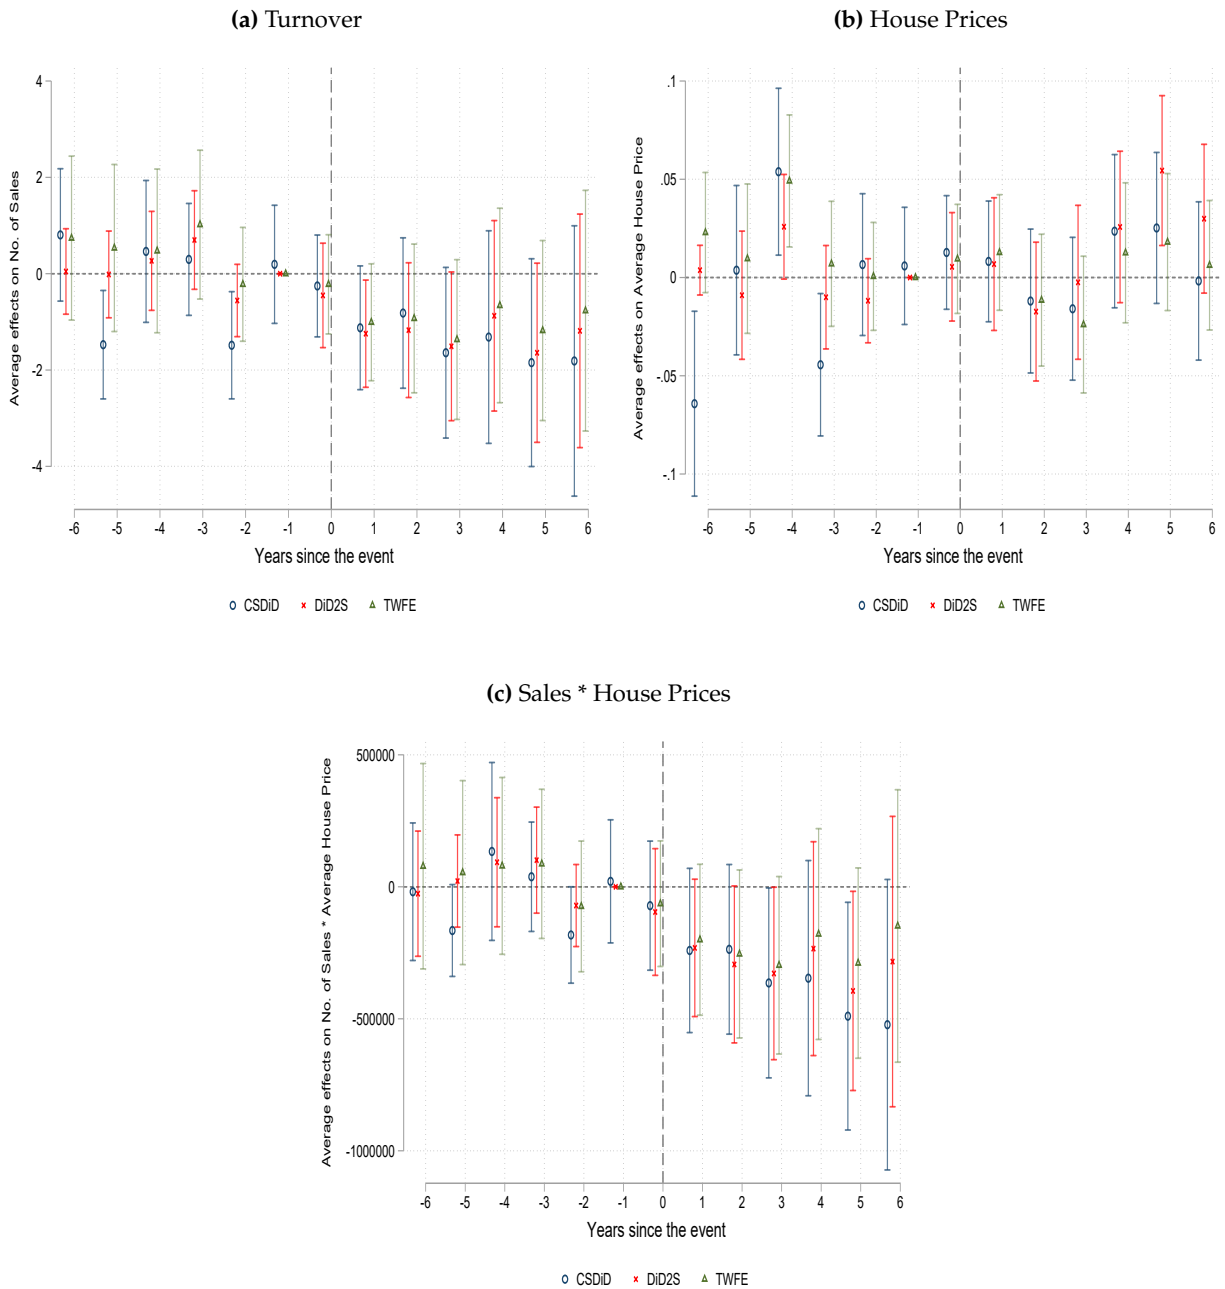 (a) Turnover
Average effects on No. of Sales
4
2
0
-2
-4
-6 -5 -4 -3 -2 -1 0 1 2 3 4 5 6
Years since the event
CSDiD DiD2S TWFE
(b) House Prices
Average effects on Average House Price
.1
.05
0
-.05
-.1
-6 -5 -4 -3 -2 -1 0 1 2 3 4 5 6
Years since the event
CSDiD DiD2S TWFE
(c) Sales * House Prices
Average effects on No. of Sales * Average House Price
500000
0
-500000
-1000000
-6 -5 -4 -3 -2 -1 0 1 2 3 4 5 6
Years since the event
CSDiD DiD2S TWFE